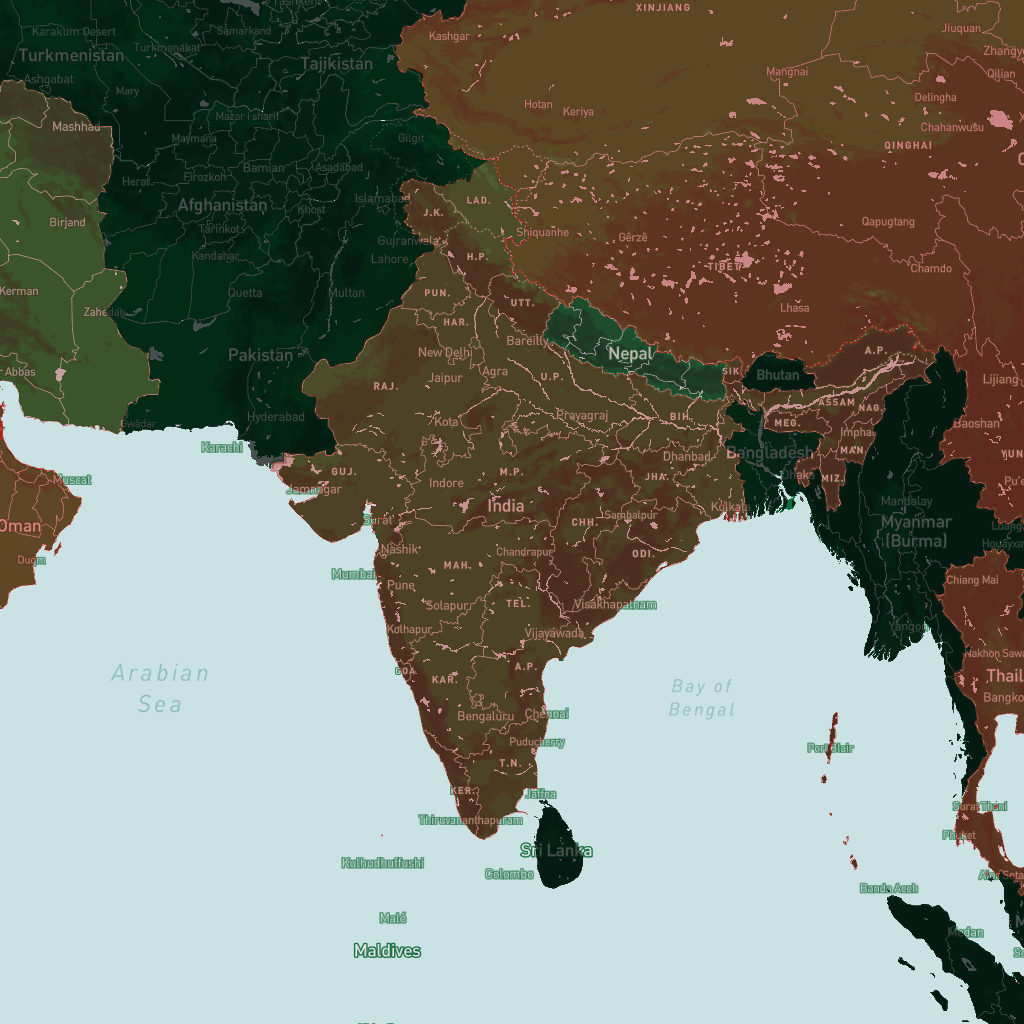 XINJIANG
Jiuquan
Karakum Desert
Samarkand
Kashgar
Turkmenistan
Turkmenabat
Tajikistan
Zhangy
Ashgabat
Mangnai
Qilian
Mary
Hotan
Keriya
Delingha
Mashhad
Mazar i sharif
Chahanwusu
Maymana
Gilgit
QINGHAI
Bamian
Asadabad
Herat
Firozkoh
Islamabad
LAD.
Afghanistan
Khost
J.K.
Birjand
Tarinkot
Shiquanhe
Gêrzê
Qapugtang
Gujranwala
Kandahar
H.P.
Lahore
TIBET
Chamdo
Kerman
Quetta
Multan
PUN.
UTT.
Zahedan
Lhasa
HAR.
Bareilly
Pakistan
New Delhi
Nepal
A.P.
Abbas
Jaipur
Agra
U.P.
SIK.
Bhutan
Lijiang
RAJ.
ASSAM
NAG.
Hyderabad
Kota
Prayagraj
BIH.
MEG.
Baoshan
Gwadar
Imphal
Karachi
Dhanbad
Bangladesh
MAN.
YUN
GUJ.
M.P.
JHA.
Dhaka
MIZ.
Muscat
Jamnagar
Indore
Pu'e
India
Kolkata
Mandalay
Oman
Surat
CHH.
Sambalpur
Myanmar
(Burma)
Luang
Nashik
Chandrapur
ODI.
Houayxay
Duqm
MAH.
Mumbai
Pune
Chiang Mai
Solapur
TEL.
Visakhapatnam
Kolhapur
Vijayawada
Yangon
Nakhon Sawa
GOA
A.P.
Arabian
Sea
KAR.
Thail
Bay of
Bengal
Bangko
Bengaluru
Chennai
Puducherry
Port Blair
T.N.
KER.
Jaffna
Surat Thani
Thiruvananthapuram
Phuket
Sri Lanka
Kulhudhuffushi
Colombo
Banda Aceh
Malé
Medan
Maldives